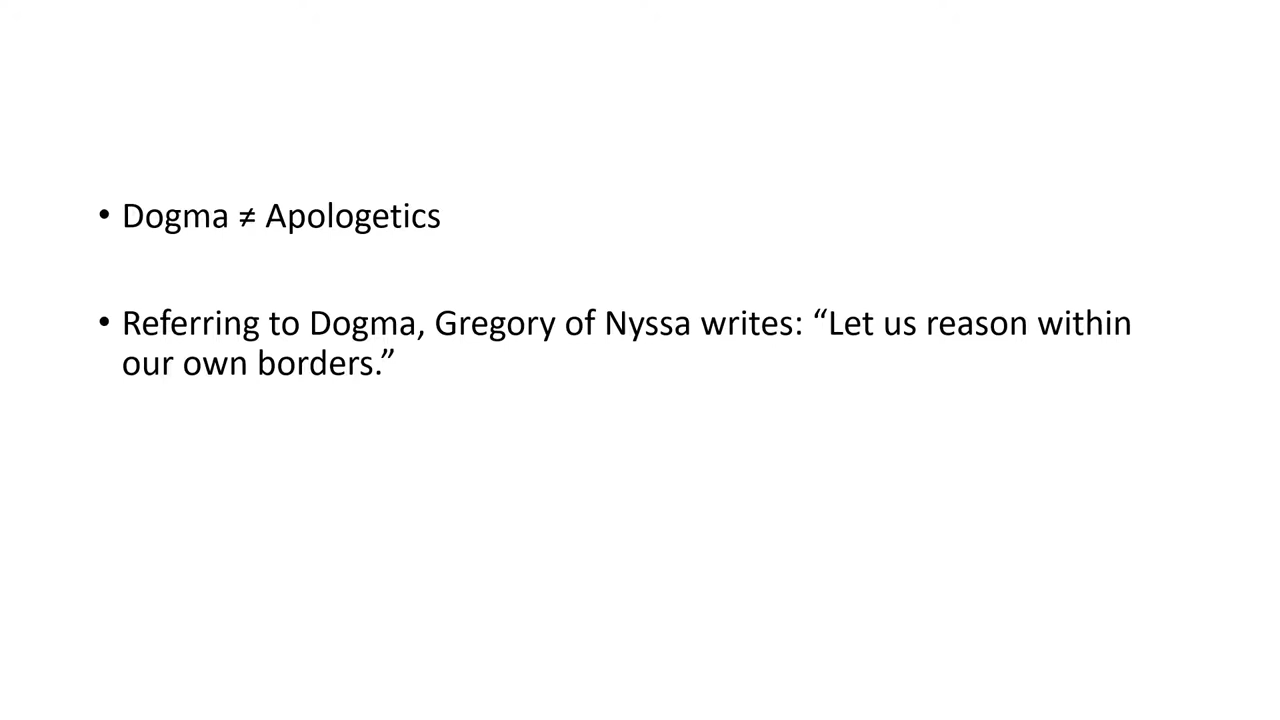 • Dogma ≠ Apologetics
• Referring to Dogma, Gregory of Nyssa writes: “Let us reason within
our own borders.”